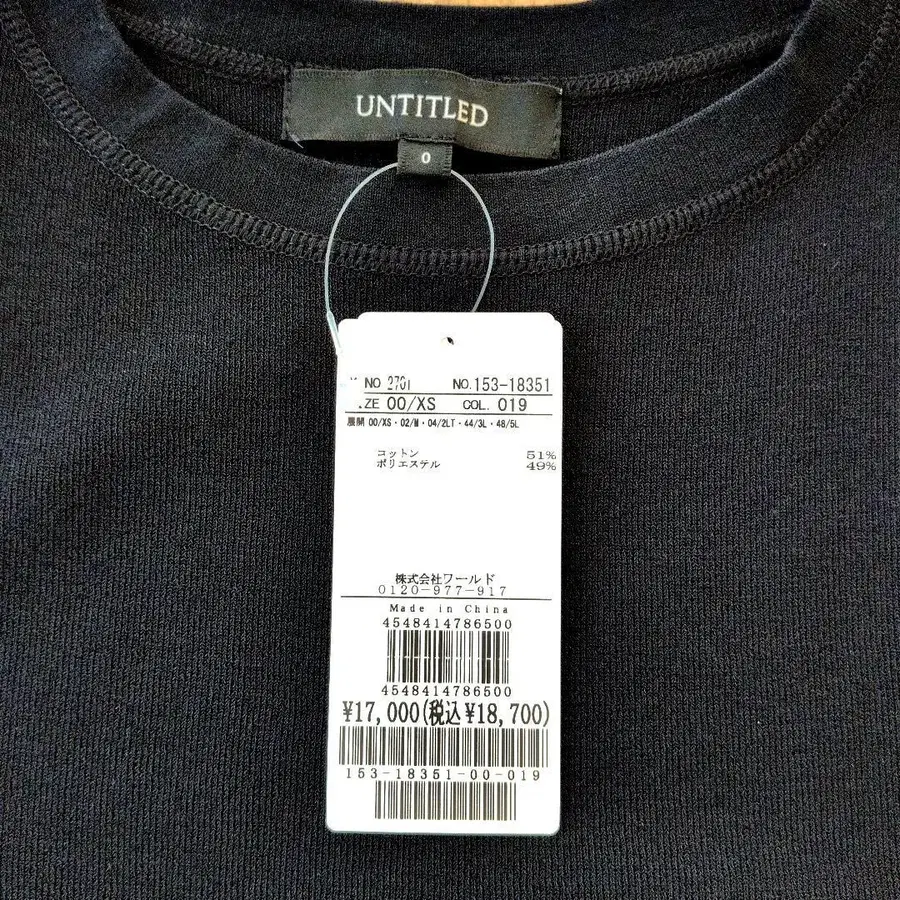 UNTITLED
0
NO 2701 NO.153-18351
ZE 00/XS COL. 019
展開 00/XS・02/M・04/2LT・44/3L・48/5L
コットン 51%
ポリエステル 49%
株式会社ワールド
0120-977-917
Made in China
4548414786500
4548414786500
¥17,000(税込¥18,700)
153-18351-00-019